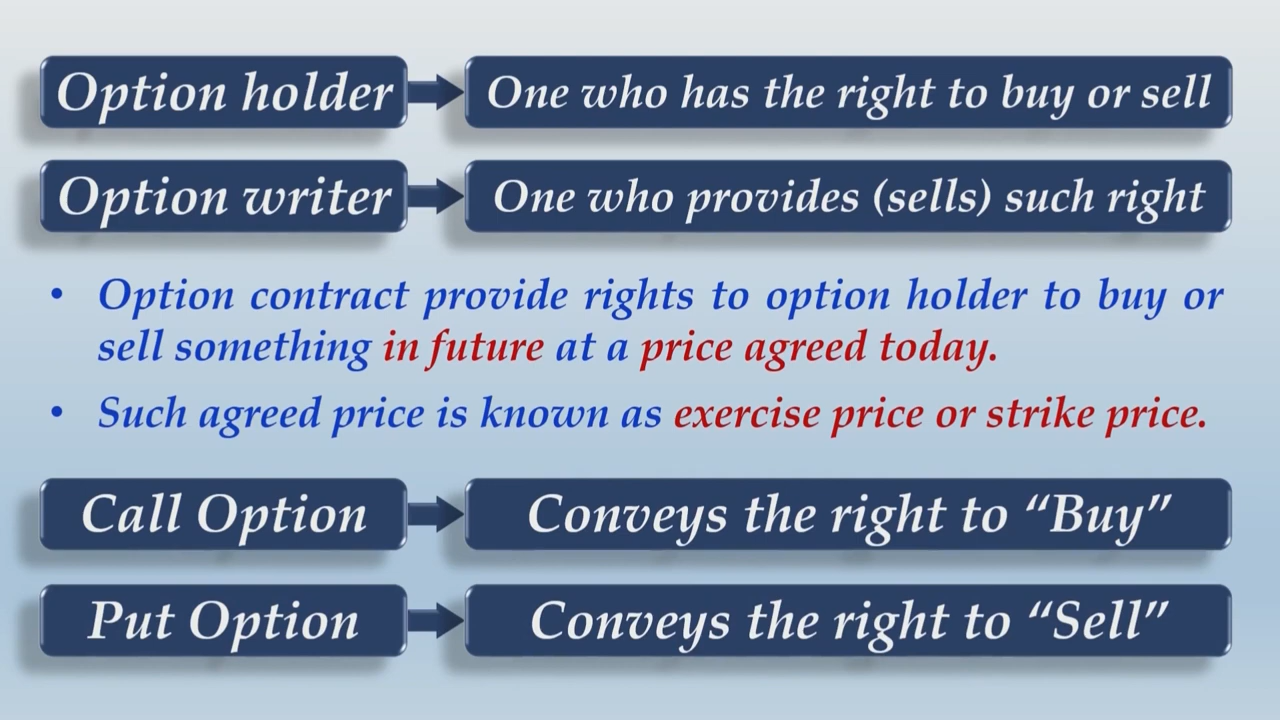 Option holder
One who has the right to buy or sell
Option writer
One who provides (sells) such right
• Option contract provide rights to option holder to buy or
sell something in future at a price agreed today.
• Such agreed price is known as exercise price or strike price.
Call Option
Conveys the right to “Buy”
Put Option
Conveys the right to “Sell”